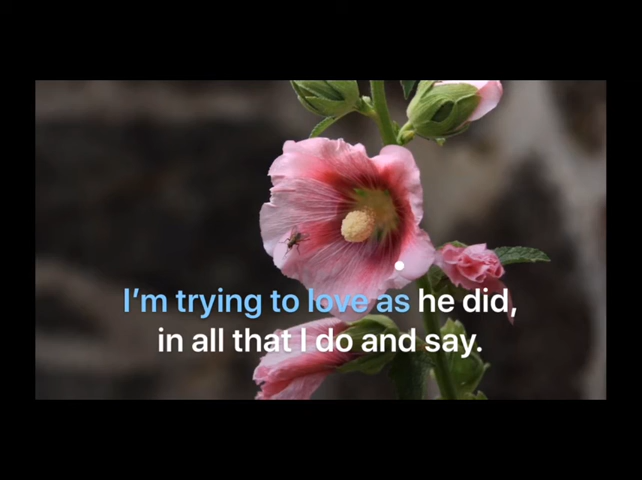 I'm trying to love as he did,
in all that I do and say.